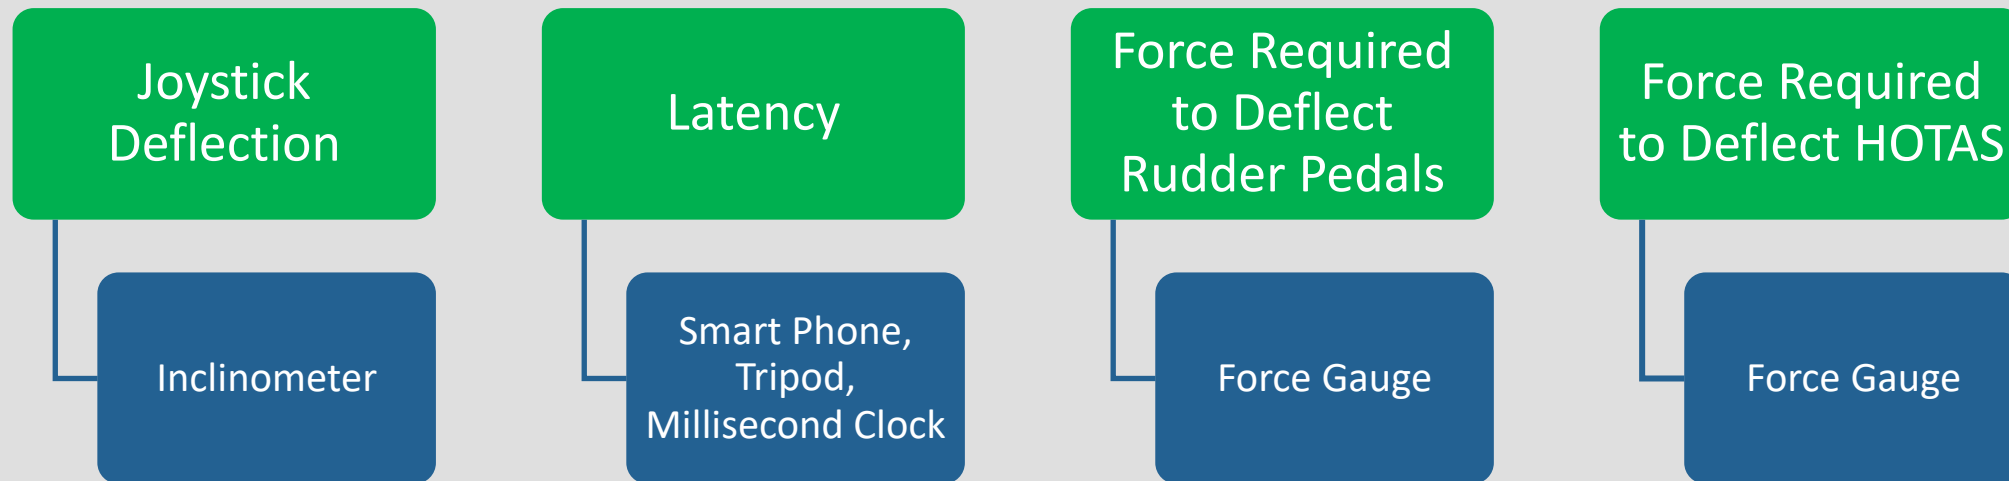 Joystick
Deflection
Inclinometer
Latency
Smart Phone,
Tripod,
Millisecond Clock
Force Required
to Deflect
Rudder Pedals
Force Gauge
Force Required
to Deflect HOTAS
Force Gauge